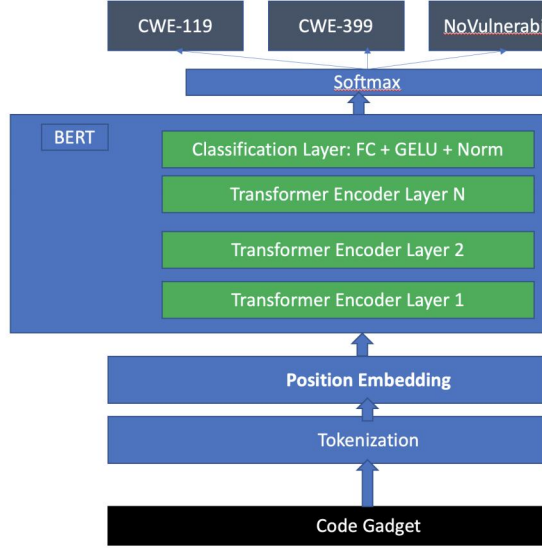 CWE-119
CWE-399
NoVulnerabi
Softmax
BERT
Classification Layer: FC + GELU + Norm
Transformer Encoder Layer N
Transformer Encoder Layer 2
Transformer Encoder Layer 1
Position Embedding
Tokenization
Code Gadget